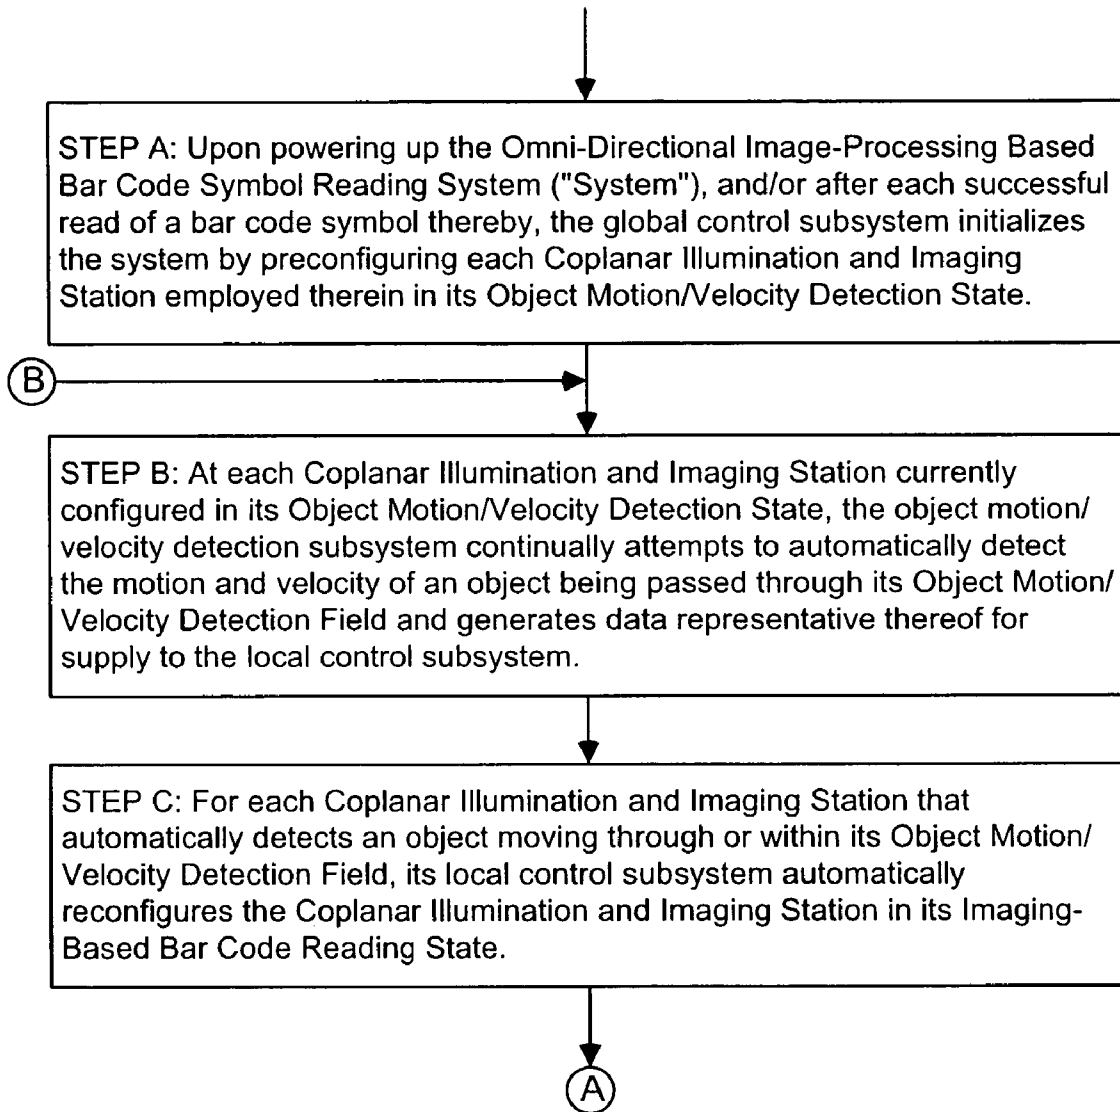 STEP A: Upon powering up the Omni-Directional Image-Processing Based
Bar Code Symbol Reading System ("System"), and/or after each successful
read of a bar code symbol thereby, the global control subsystem initializes
the system by preconfiguring each Coplanar Illumination and Imaging
Station employed therein in its Object Motion/Velocity Detection State.
B
STEP B: At each Coplanar Illumination and Imaging Station currently
configured in its Object Motion/Velocity Detection State, the object motion/
velocity detection subsystem continually attempts to automatically detect
the motion and velocity of an object being passed through its Object Motion/
Velocity Detection Field and generates data representative thereof for
supply to the local control subsystem.
STEP C: For each Coplanar Illumination and Imaging Station that
automatically detects an object moving through or within its Object Motion/
Velocity Detection Field, its local control subsystem automatically
reconfigures the Coplanar Illumination and Imaging Station in its Imaging-
Based Bar Code Reading State.
A